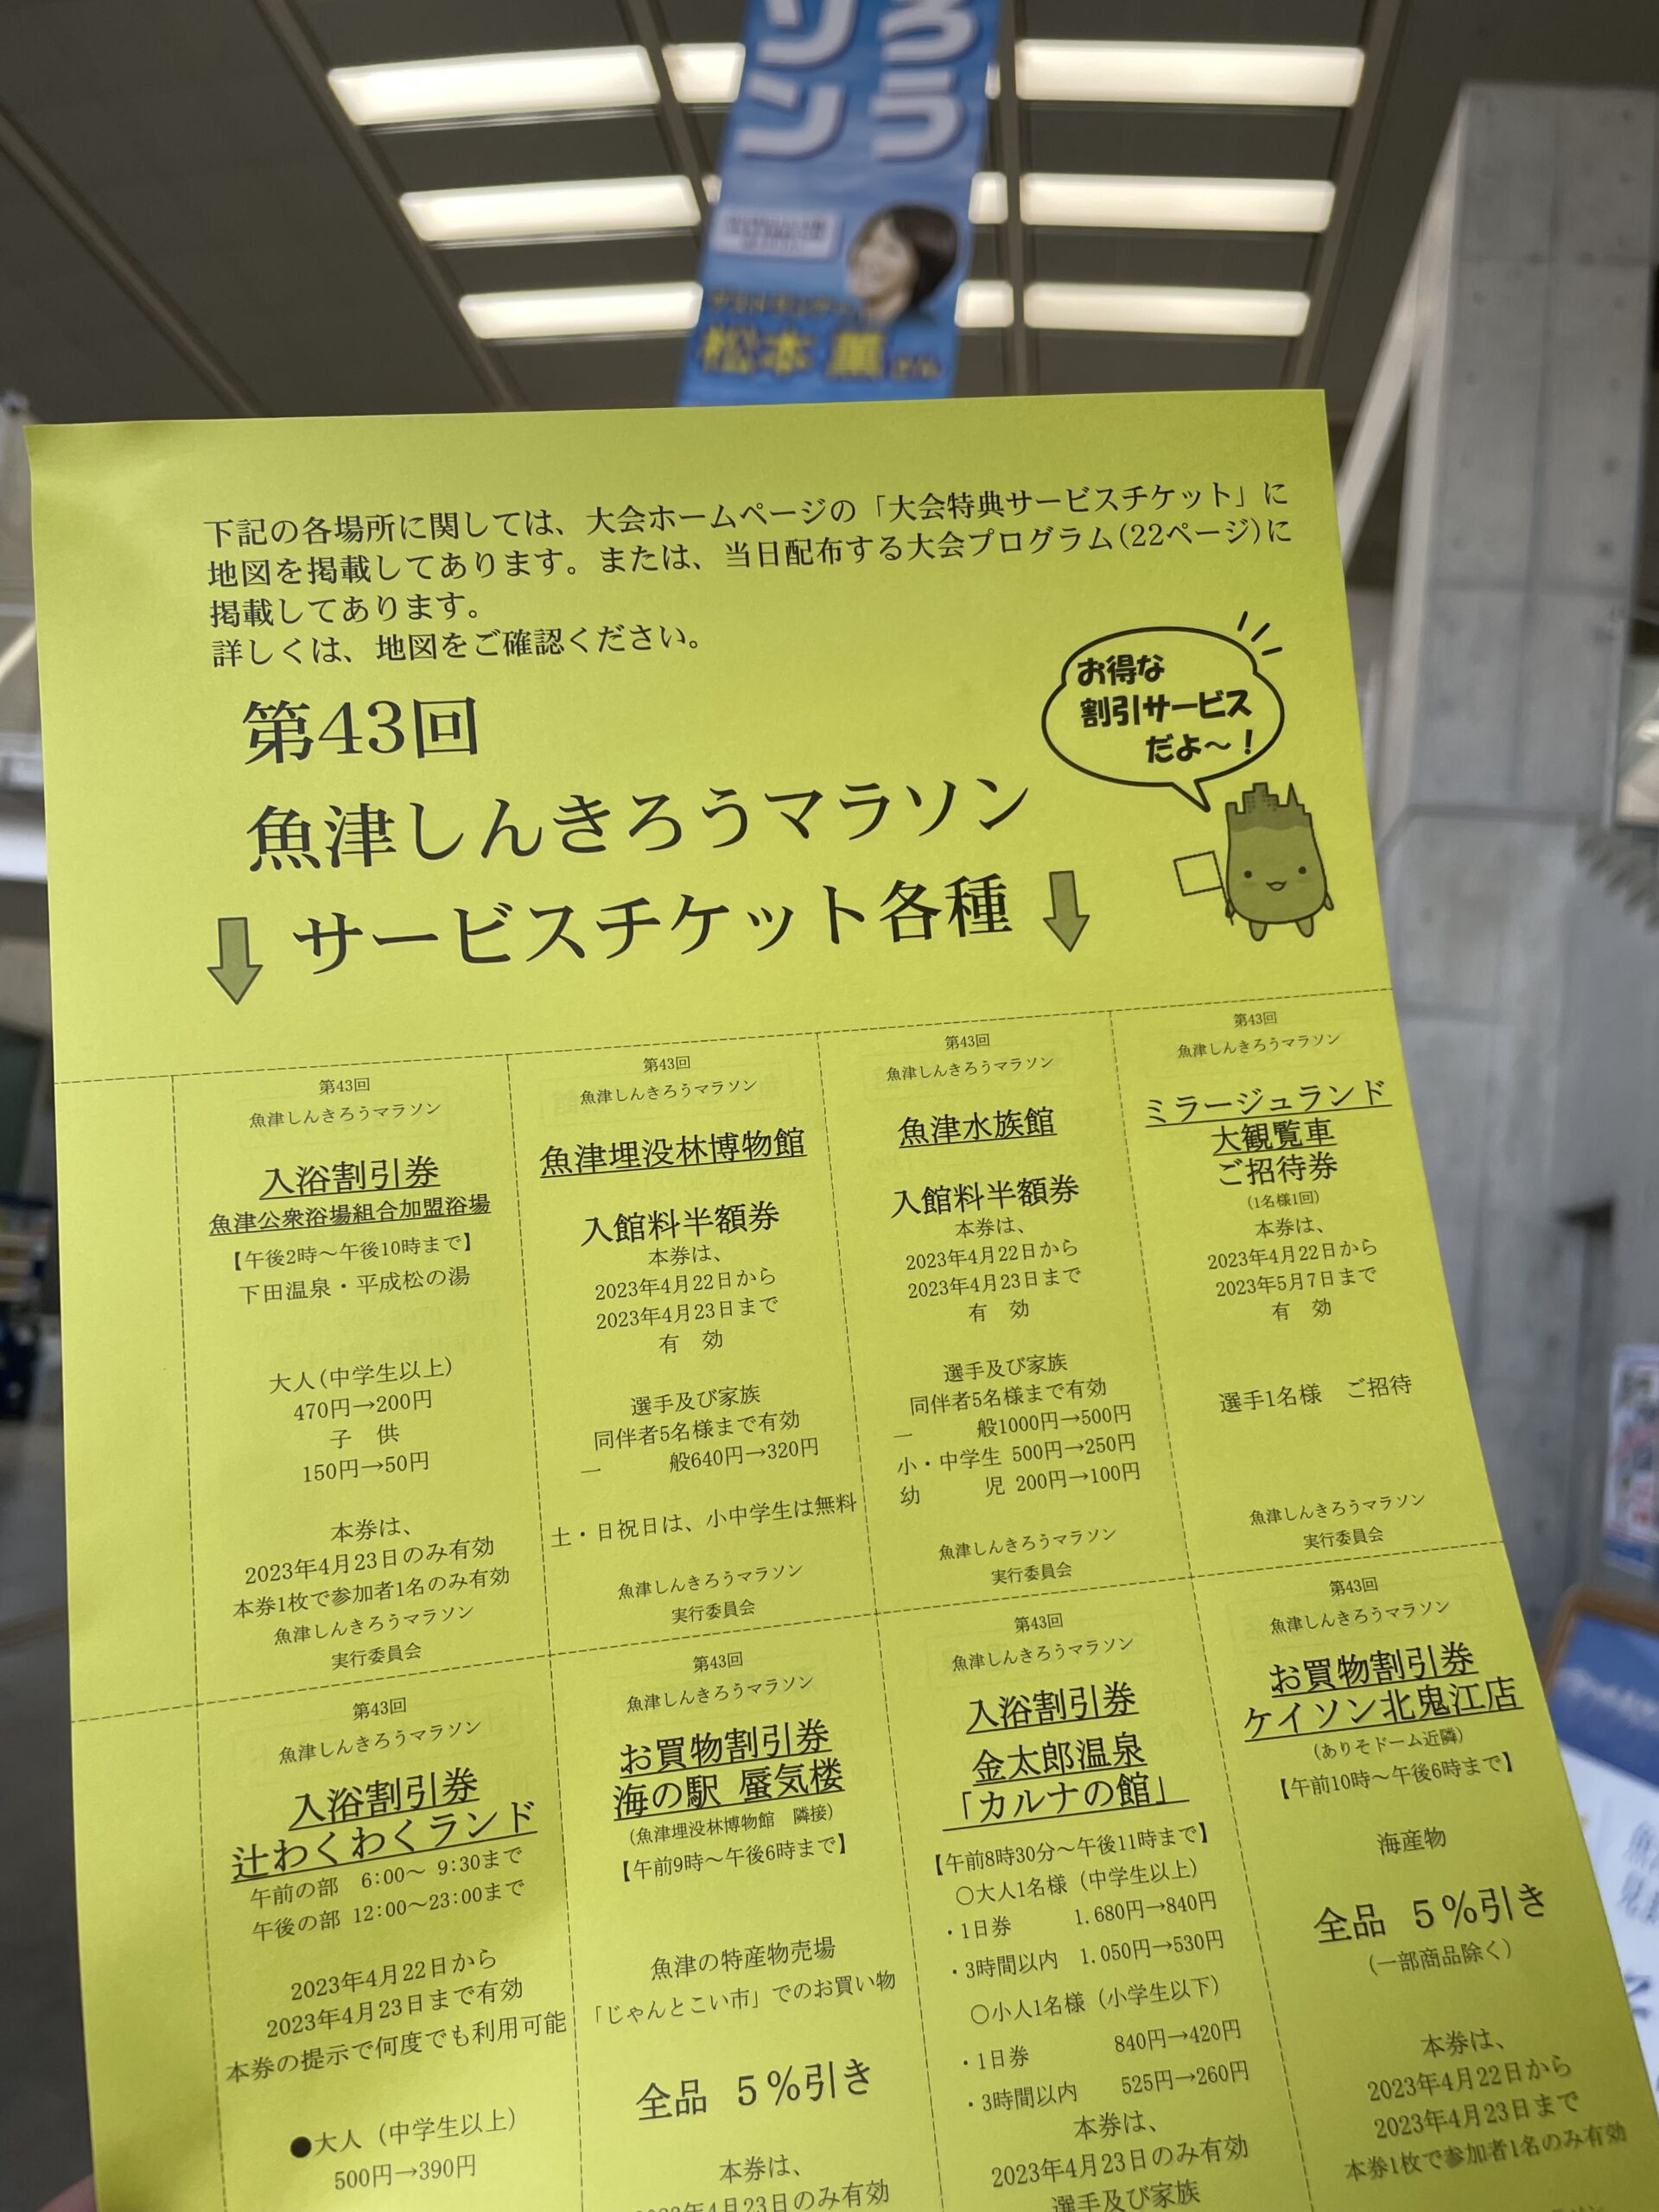 ろう
ソン
ゲストランナー
松本 薫 さん
下記の各場所に関しては、大会ホームページの「大会特典サービスチケット」に
地図を掲載してあります。または、当日配布する大会プログラム(22ページ)に
掲載してあります。
詳しくは、地図をご確認ください。
お得な
割引サービス
だよ～！
第43回
魚津しんきろうマラソン
サービスチケット各種
第43回
魚津しんきろうマラソン
入浴割引券
魚津公衆浴場組合加盟浴場
【午後2時～午後10時まで】
下田温泉・平成松の湯
大人(中学生以上)
470円→200円
子 供
150円→50円
本券は、
2023年4月23日のみ有効
本券1枚で参加者1名のみ有効
魚津しんきろうマラソン
実行委員会
第43回
魚津しんきろうマラソン
魚津埋没林博物館
入館料半額券
本券は、
2023年4月22日から
2023年4月23日まで
有 効
選手及び家族
同伴者5名様まで有効
一 般640円→320円
土・日祝日は、小中学生は無料
魚津しんきろうマラソン
実行委員会
第43回
魚津しんきろうマラソン
魚津水族館
入館料半額券
本券は、
2023年4月22日から
2023年4月23日まで
有 効
選手及び家族
同伴者5名様まで有効
一 般1000円→500円
小・中学生 500円→250円
幼 児 200円→100円
魚津しんきろうマラソン
実行委員会
第43回
魚津しんきろうマラソン
ミラージュランド
大観覧車
ご招待券
(1名様1回)
本券は、
2023年4月22日から
2023年5月7日まで
有 効
選手1名様 ご招待
魚津しんきろうマラソン
実行委員会
第43回
魚津しんきろうマラソン
入浴割引券
辻わくわくランド
午前の部 6:00～ 9:30まで
午後の部 12:00～23:00まで
2023年4月22日から
2023年4月23日まで有効
本券の提示で何度でも利用可能
●大人（中学生以上）
500円→390円
第43回
魚津しんきろうマラソン
お買物割引券
海の駅 蜃気楼
(魚津埋没林博物館 隣接)
【午前9時～午後6時まで】
魚津の特産物売場
「じゃんとこい市」でのお買い物
全品 5％引き
本券は、
2023年4月23日のみ有効
第43回
魚津しんきろうマラソン
入浴割引券
金太郎温泉
「カルナの館」
【午前8時30分～午後11時まで】
○大人1名様（中学生以上）
・1日券 1.680円→840円
・3時間以内 1.050円→530円
○小人1名様（小学生以下）
・1日券 840円→420円
・3時間以内 525円→260円
本券は、
2023年4月23日のみ有効
選手及び家族
第43回
魚津しんきろうマラソン
お買物割引券
ケイソン北鬼江店
(ありそドーム近隣)
【午前10時～午後6時まで】
海産物
全品 5％引き
(一部商品除く)
本券は、
2023年4月22日から
2023年4月23日まで
本券1枚で参加者1名のみ有効